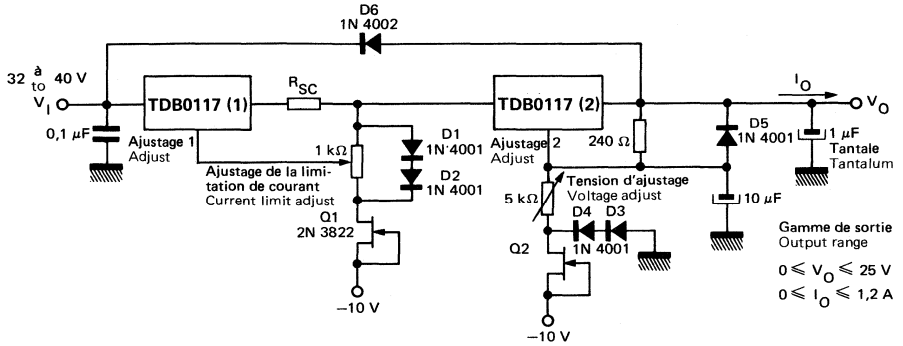 D6
1N 4002
32 à to 40 V
V_I
TDB0117 (1)
R_SC
TDB0117 (2)
I_O
V_O
0,1 µF
Ajustage 1
Adjust
1 kΩ
D1
1N 4001
D2
1N 4001
Ajustage 2
Adjust
240 Ω
D5
1N 4001
1 µF
Tantale
Tantalum
Ajustage de la limi-
tation de courant
Current limit adjust
Tension d'ajustage
Voltage adjust
5 kΩ
D4
D3
1N 4001
10 µF
Q1
2N 3822
Q2
–10 V
–10 V
Gamme de sortie
Output range
0 ⩽ V_O ⩽ 25 V
0 ⩽ I_O ⩽ 1,2 A